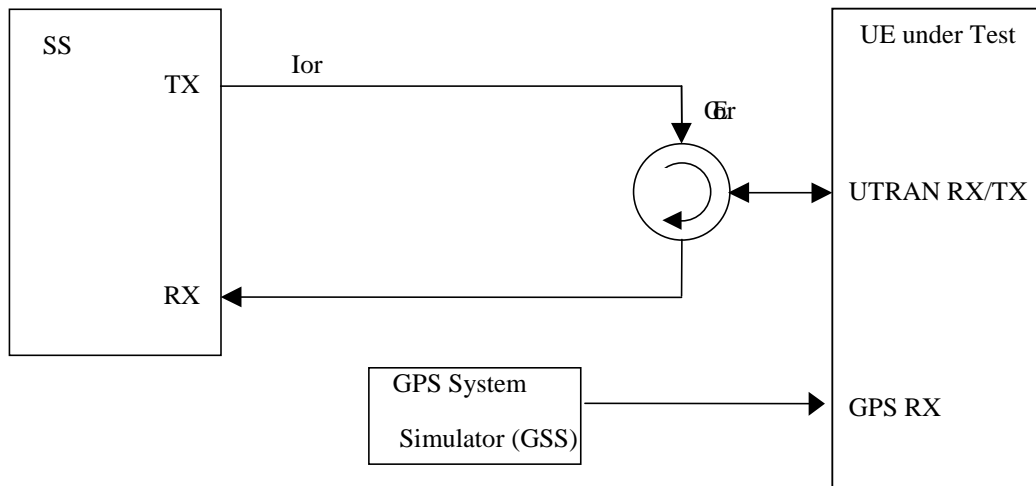 SS
UE under Test
TX
Ior
UTRAN RX/TX
RX
GPS System
Simulator (GSS)
GPS RX